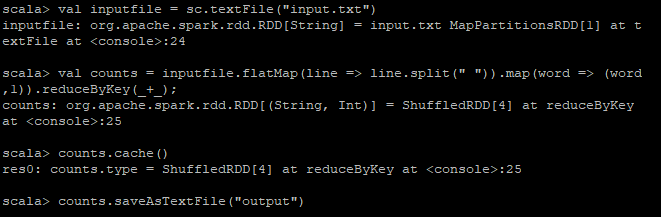 scala> val inputfile = sc.textFile("input.txt")
inputfile: org.apache.spark.rdd.RDD[String] = input.txt MapPartitionsRDD[1] at t
extFile at <console>:24
scala> val counts = inputfile.flatMap(line => line.split(" ")).map(word => (word
,1)).reduceByKey(_+_);
counts: org.apache.spark.rdd.RDD[(String, Int)] = ShuffledRDD[4] at reduceByKey
at <console>:25
scala> counts.cache()
res0: counts.type = ShuffledRDD[4] at reduceByKey at <console>:25
scala> counts.saveAsTextFile("output")